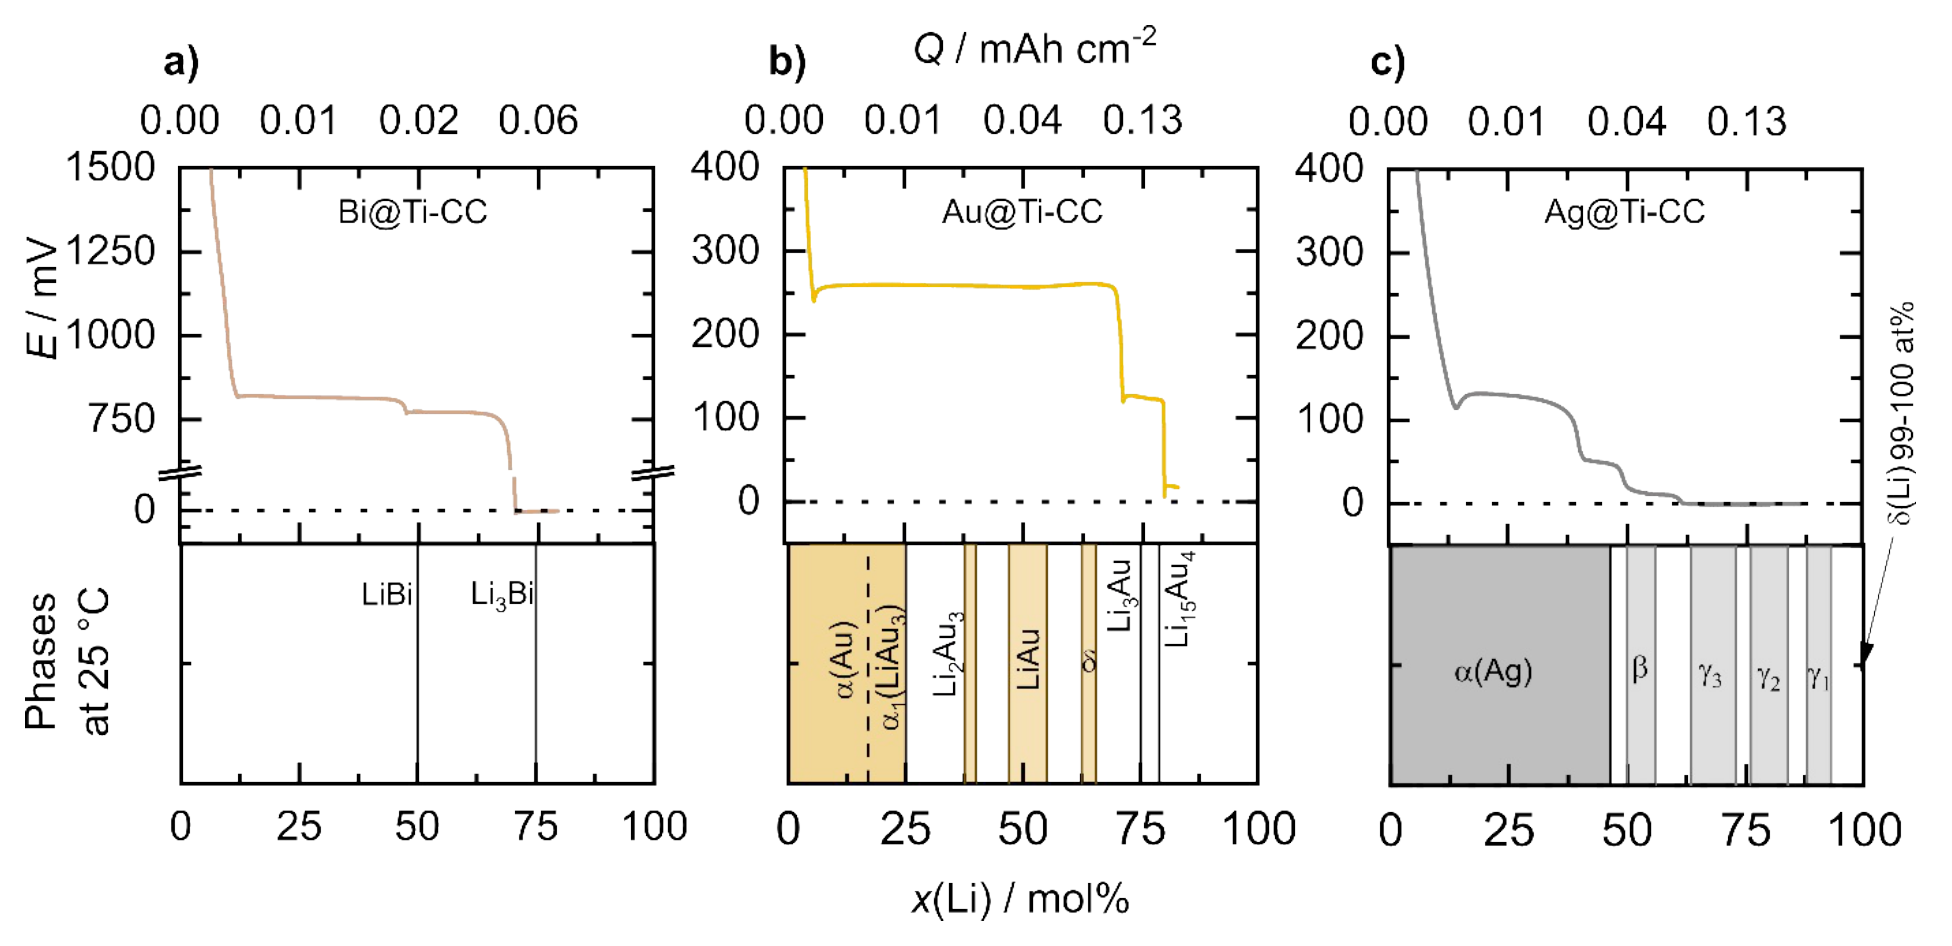 a)
b)
c)
Q / mAh cm-2
0.00 0.01 0.02 0.06
0.00 0.01 0.04 0.13
0.00 0.01 0.04 0.13
E / mV
1500
1250
1000
750
0
Bi@Ti-CC
400
300
200
100
0
Au@Ti-CC
400
300
200
100
0
Ag@Ti-CC
δ(Li) 99-100 at%
Phases
at 25 °C
LiBi
Li3Bi
α(Au)
α1(LiAu3)
Li2Au3
LiAu
δ
Li3Au
Li15Au4
α(Ag)
β
γ3
γ2
γ1
0 25 50 75 100
0 25 50 75 100
0 25 50 75 100
x(Li) / mol%